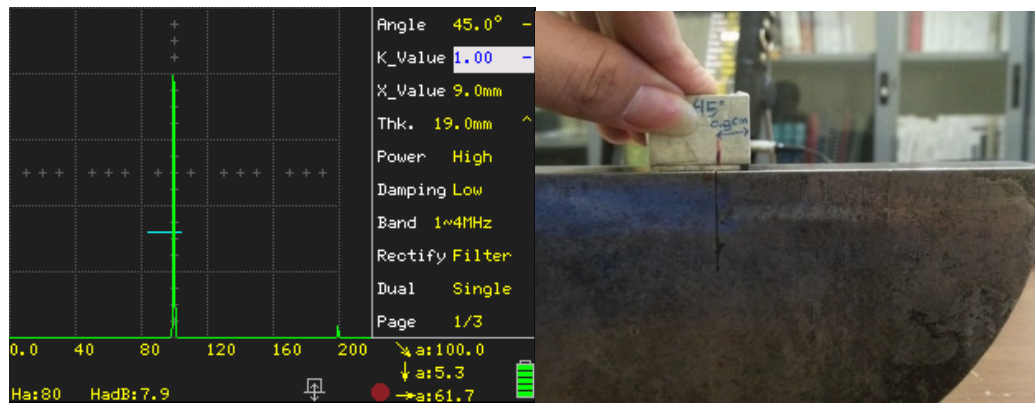 Angle 45.0° -
K_Value 1.00 -
X_Value 9.0mm
Thk. 19.0mm ^
Power High
Damping Low
Band 1~4MHz
Rectify Filter
Dual Single
Page 1/3
0.0 40 80 120 160 200
↘a:100.0
↓a:5.3
→a:61.7
Ha:80 HadB:7.9
45°
0.9cm